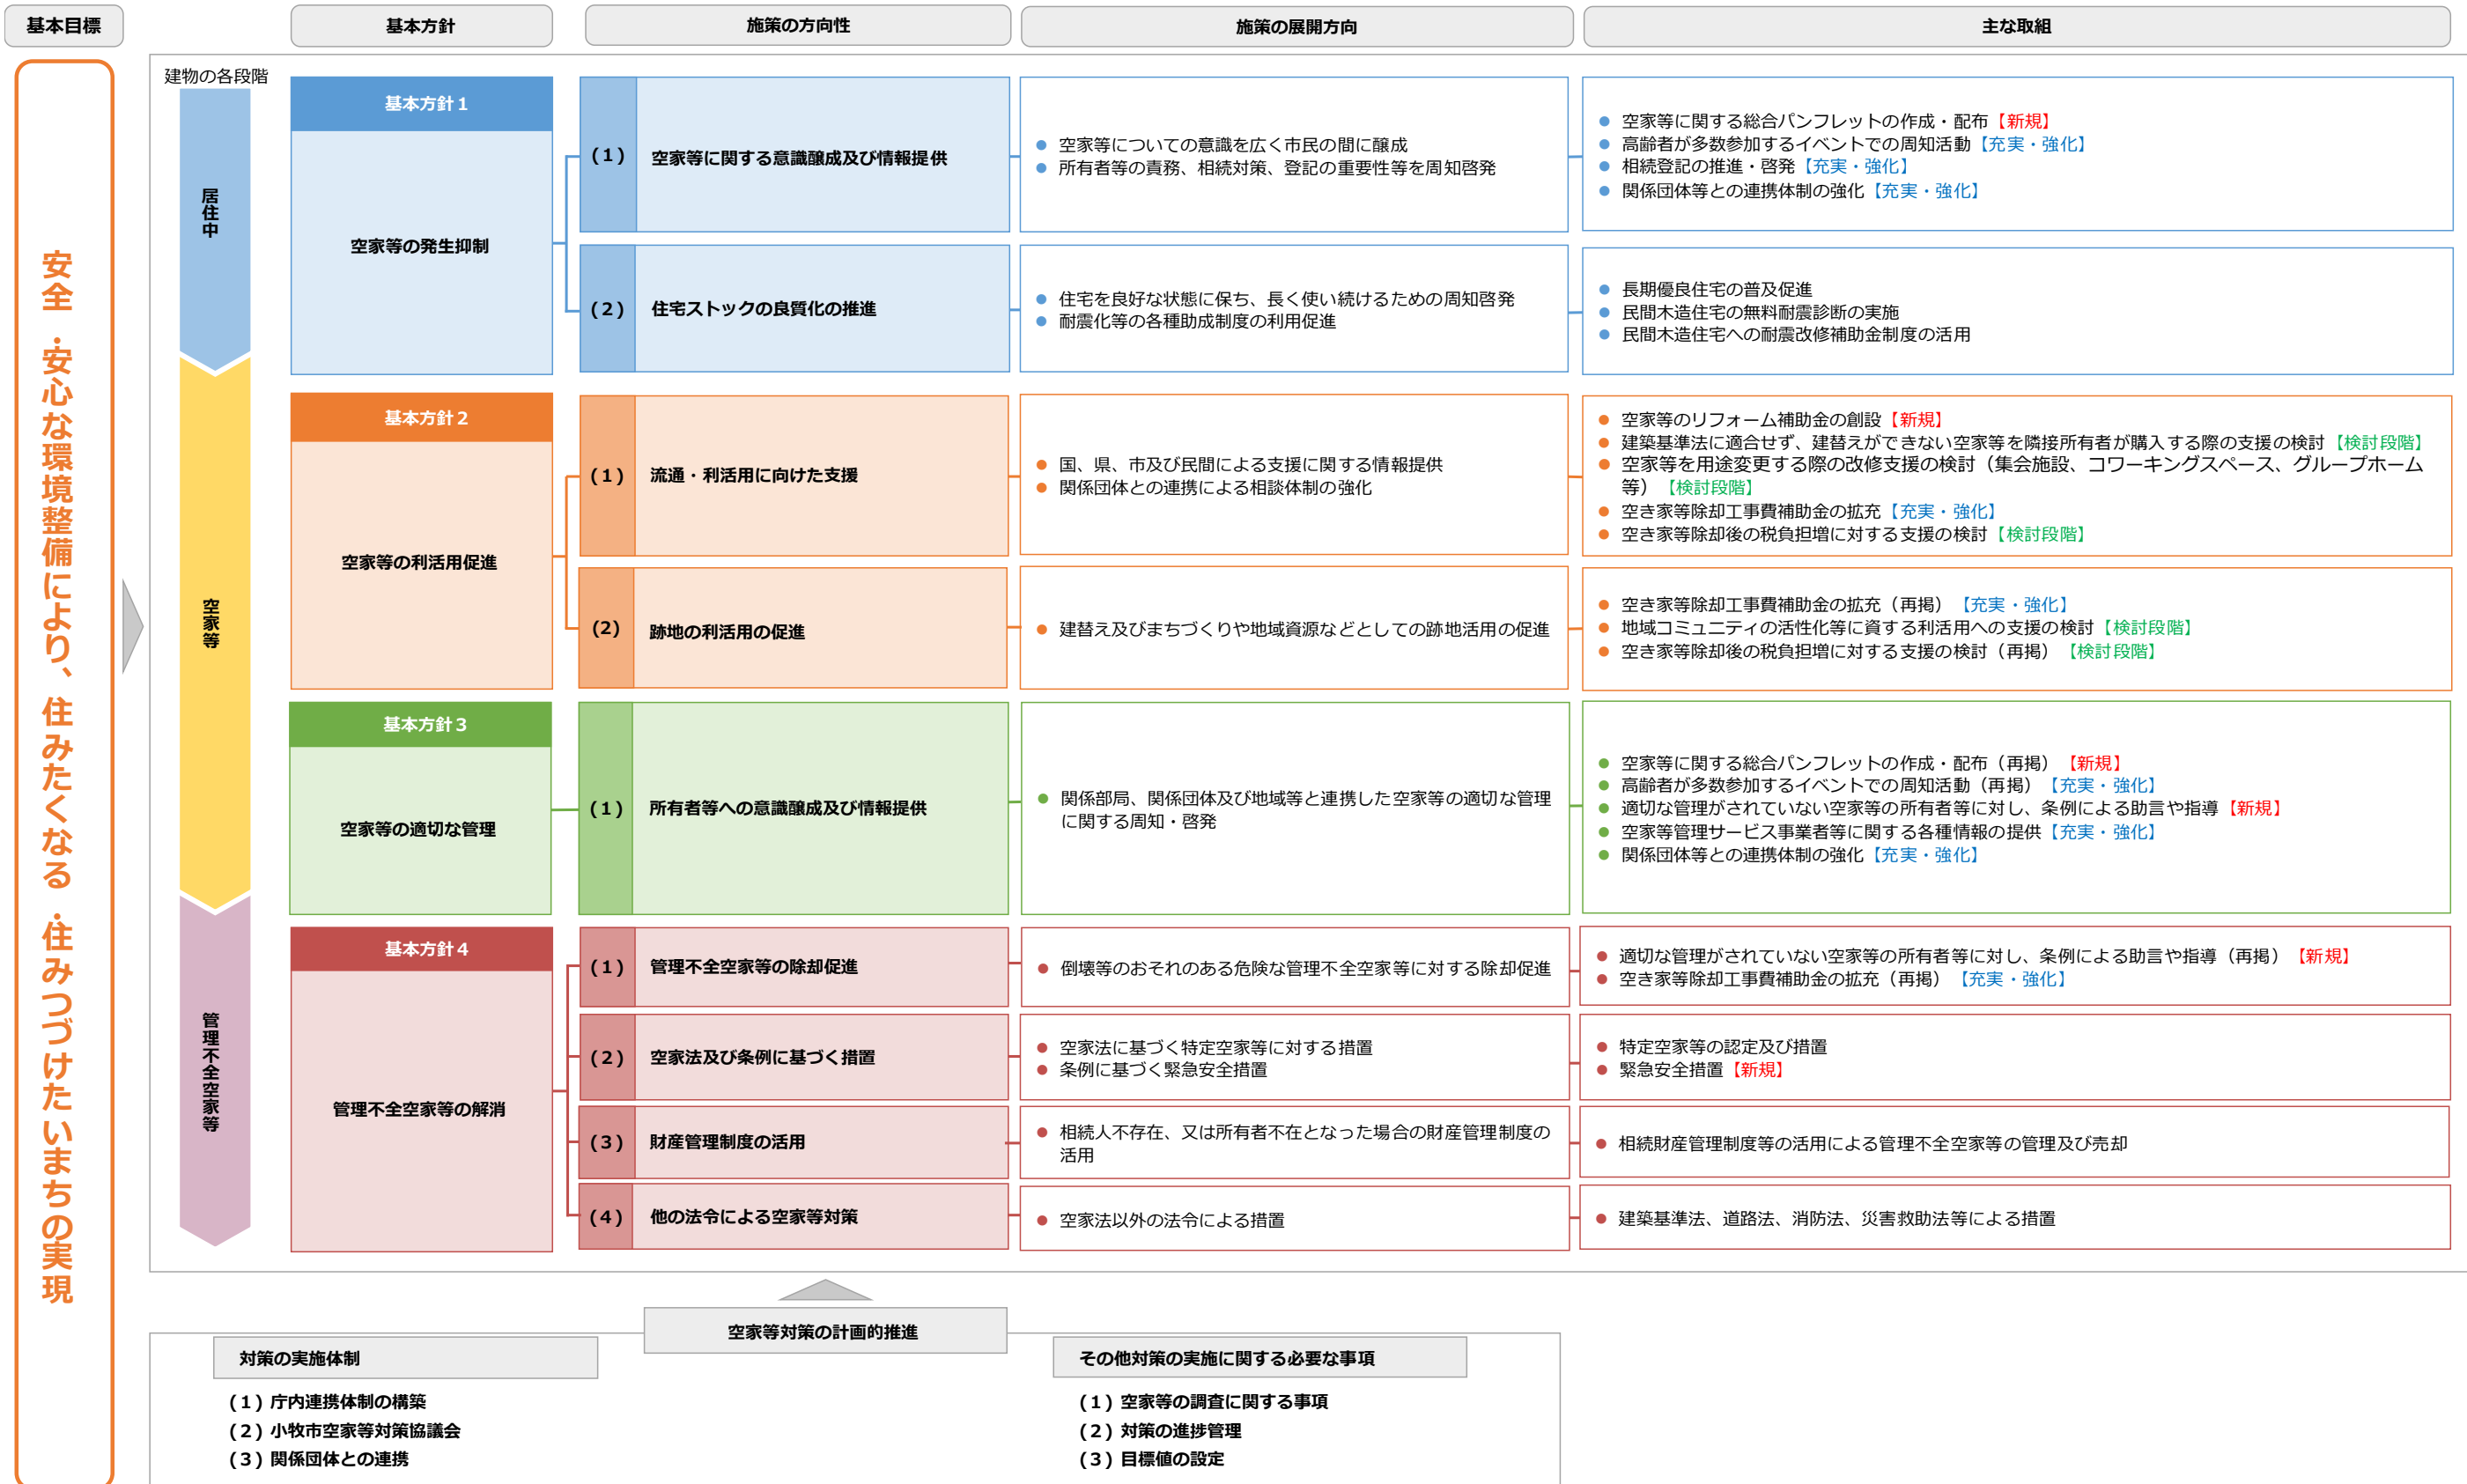 基本目標
基本方針
施策の方向性
施策の展開方向
主な取組
安全・安心な環境整備により、住みたくなる・住みつづけたいまちの実現
建物の各段階
居住中
空家等
管理不全空家等
基本方針1
空家等の発生抑制
(1) 空家等に関する意識醸成及び情報提供
● 空家等についての意識を広く市民の間に醸成
● 所有者等の責務、相続対策、登記の重要性等を周知啓発
● 空家等に関する総合パンフレットの作成・配布【新規】
● 高齢者が多数参加するイベントでの周知活動【充実・強化】
● 相続登記の推進・啓発【充実・強化】
● 関係団体等との連携体制の強化【充実・強化】
(2) 住宅ストックの良質化の推進
● 住宅を良好な状態に保ち、長く使い続けるための周知啓発
● 耐震化等の各種助成制度の利用促進
● 長期優良住宅の普及促進
● 民間木造住宅の無料耐震診断の実施
● 民間木造住宅への耐震改修補助金制度の活用
基本方針2
空家等の利活用促進
(1) 流通・利活用に向けた支援
● 国、県、市及び民間による支援に関する情報提供
● 関係団体との連携による相談体制の強化
● 空家等のリフォーム補助金の創設【新規】
● 建築基準法に適合せず、建替えができない空家等を隣接所有者が購入する際の支援の検討【検討段階】
● 空家等を用途変更する際の改修支援の検討（集会施設、コワーキングスペース、グループホーム
等）【検討段階】
● 空き家等除却工事費補助金の拡充【充実・強化】
● 空き家等除却後の税負担増に対する支援の検討【検討段階】
(2) 跡地の利活用の促進
● 建替え及びまちづくりや地域資源などとしての跡地活用の促進
● 空き家等除却工事費補助金の拡充（再掲）【充実・強化】
● 地域コミュニティの活性化等に資する利活用への支援の検討【検討段階】
● 空き家等除却後の税負担増に対する支援の検討（再掲）【検討段階】
基本方針3
空家等の適切な管理
(1) 所有者等への意識醸成及び情報提供
● 関係部局、関係団体及び地域等と連携した空家等の適切な管理
に関する周知・啓発
● 空家等に関する総合パンフレットの作成・配布（再掲）【新規】
● 高齢者が多数参加するイベントでの周知活動（再掲）【充実・強化】
● 適切な管理がされていない空家等の所有者等に対し、条例による助言や指導【新規】
● 空家等管理サービス事業者等に関する各種情報の提供【充実・強化】
● 関係団体等との連携体制の強化【充実・強化】
基本方針4
管理不全空家等の解消
(1) 管理不全空家等の除却促進
● 倒壊等のおそれのある危険な管理不全空家等に対する除却促進
● 適切な管理がされていない空家等の所有者等に対し、条例による助言や指導（再掲）【新規】
● 空き家等除却工事費補助金の拡充（再掲）【充実・強化】
(2) 空家法及び条例に基づく措置
● 空家法に基づく特定空家等に対する措置
● 条例に基づく緊急安全措置
● 特定空家等の認定及び措置
● 緊急安全措置【新規】
(3) 財産管理制度の活用
● 相続人不存在、又は所有者不在となった場合の財産管理制度の
活用
● 相続財産管理制度等の活用による管理不全空家等の管理及び売却
(4) 他の法令による空家等対策
● 空家法以外の法令による措置
● 建築基準法、道路法、消防法、災害救助法等による措置
空家等対策の計画的推進
対策の実施体制
(1) 庁内連携体制の構築
(2) 小牧市空家等対策協議会
(3) 関係団体との連携
その他対策の実施に関する必要な事項
(1) 空家等の調査に関する事項
(2) 対策の進捗管理
(3) 目標値の設定